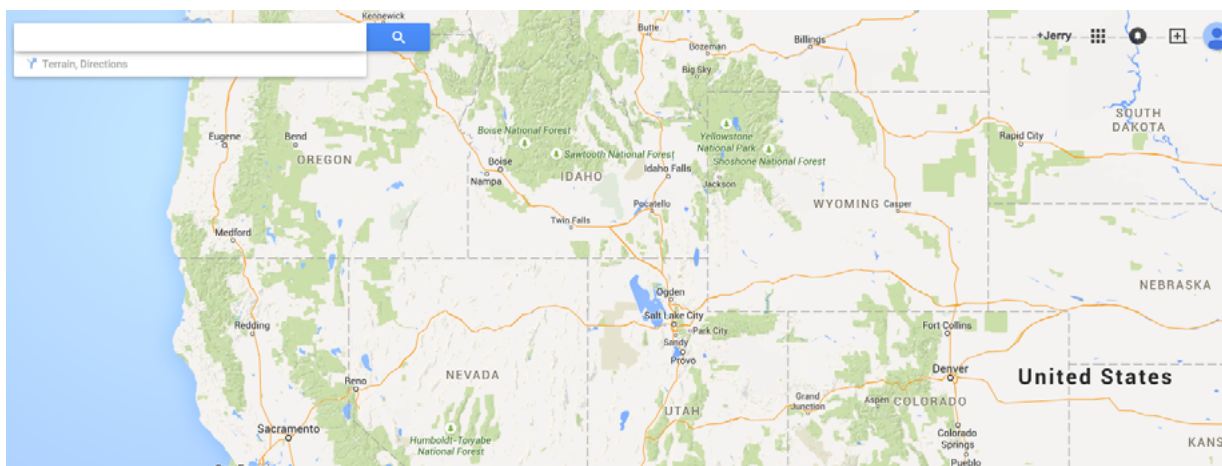 Kennewick
Butte
Billings
+Jerry
Terrain, Directions
Bozeman
Big Sky
SOUTH
DAKOTA
Eugene
Bend
OREGON
Boise National Forest
Yellowstone
National Park
Rapid City
Boise
Sawtooth National Forest
Shoshone National Forest
Nampa
IDAHO
Idaho Falls
Jackson
Pocatello
WYOMING
Casper
Twin Falls
Medford
Ogden
NEBRASKA
Redding
Salt Lake City
Park City
Fort Collins
Sandy
Provo
Reno
NEVADA
Denver
United States
Grand
Junction
Aspen
COLORADO
UTAH
Sacramento
Humboldt-Toiyabe
National Forest
Colorado
Springs
KANS
Pueblo